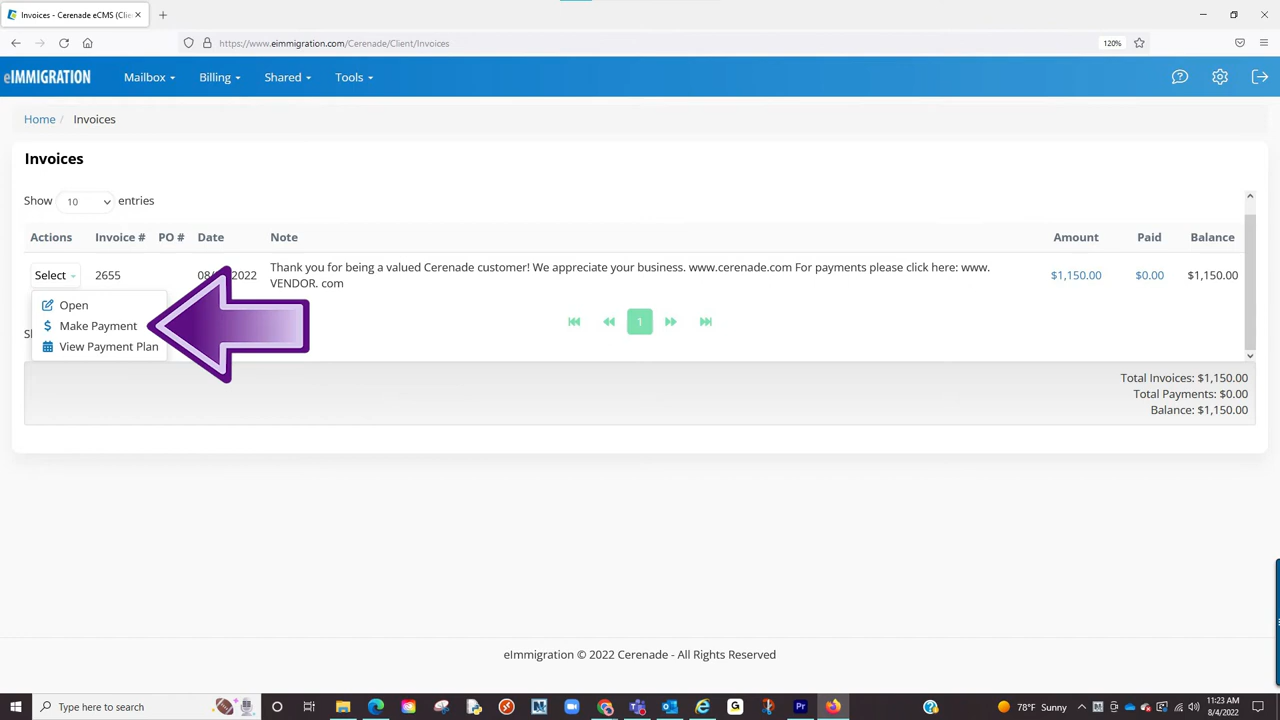 Invoices - Cerenade eCMS (Clie
https://www.eimmigration.com/Cerenade/Client/Invoices
120%
eIMMIGRATION
Mailbox
Billing
Shared
Tools
Home / Invoices
Invoices
Show 10 entries
Actions Invoice # PO # Date Note Amount Paid Balance
Select 2655 2022 Thank you for being a valued Cerenade customer! We appreciate your business. www.cerenade.com For payments please click here: www. $1,150.00 $0.00 $1,150.00
VENDOR. com
Open
Make Payment
View Payment Plan
1
Total Invoices: $1,150.00
Total Payments: $0.00
Balance: $1,150.00
eImmigration © 2022 Cerenade - All Rights Reserved
Type here to search
78°F Sunny
11:23 AM
8/4/2022